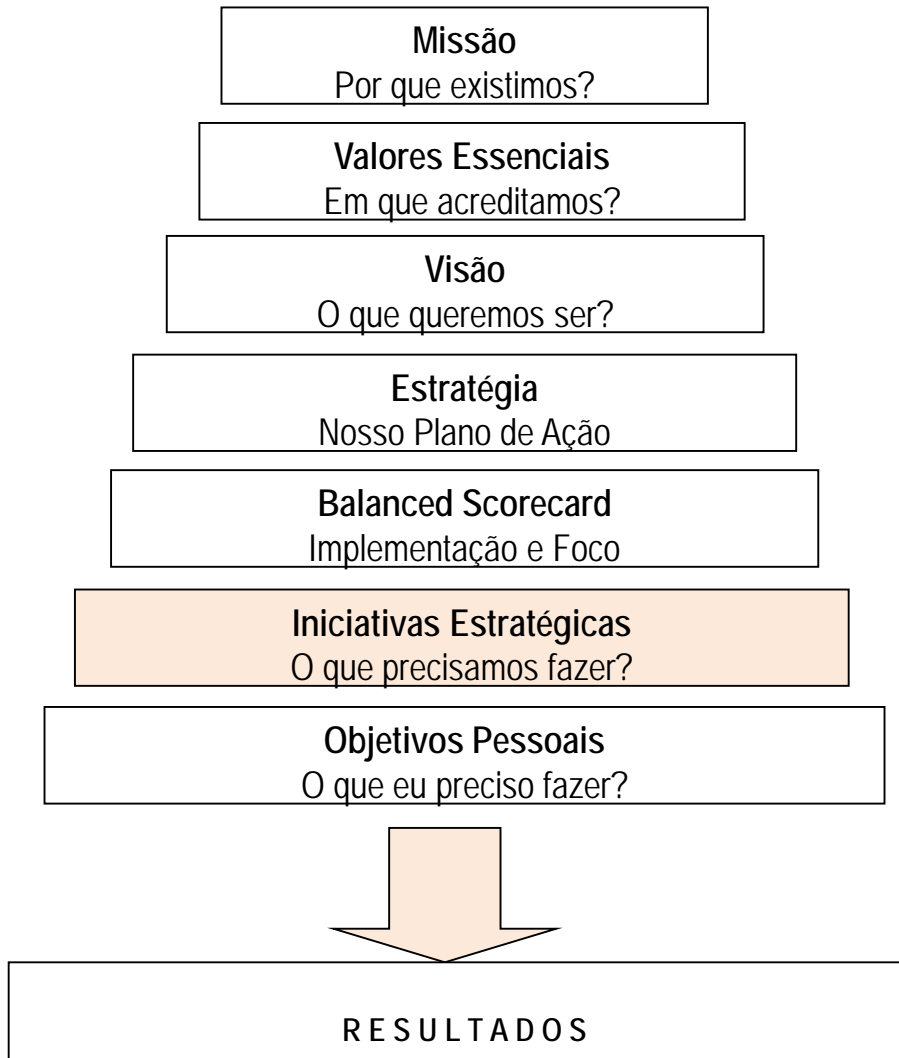 Missão
Por que existimos?
Valores Essenciais
Em que acreditamos?
Visão
O que queremos ser?
Estratégia
Nosso Plano de Ação
Balanced Scorecard
Implementação e Foco
Iniciativas Estratégicas
O que precisamos fazer?
Objetivos Pessoais
O que eu preciso fazer?
RESULTADOS